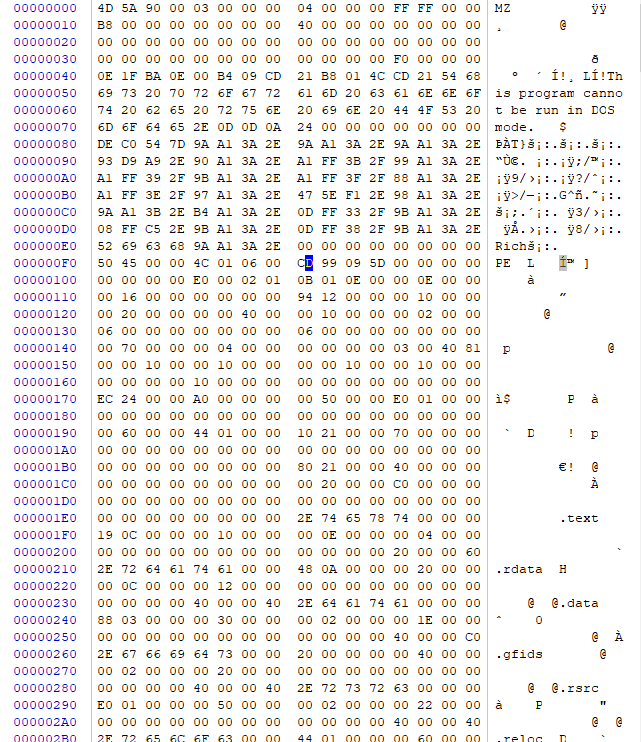 00000000 4D 5A 90 00 03 00 00 00 04 00 00 00 FF FF 00 00 MZ ÿÿ
00000010 B8 00 00 00 00 00 00 00 40 00 00 00 00 00 00 00 ¸ @
00000020 00 00 00 00 00 00 00 00 00 00 00 00 00 00 00 00
00000030 00 00 00 00 00 00 00 00 00 00 00 00 F0 00 00 00 ð
00000040 0E 1F BA 0E 00 B4 09 CD 21 B8 01 4C CD 21 54 68 º ´ Í!¸ LÍ!Th
00000050 69 73 20 70 72 6F 67 72 61 6D 20 63 61 6E 6E 6F is program canno
00000060 74 20 62 65 20 72 75 6E 20 69 6E 20 44 4F 53 20 t be run in DOS
00000070 6D 6F 64 65 2E 0D 0D 0A 24 00 00 00 00 00 00 00 mode. $
00000080 DE C0 54 7D 9A A1 3A 2E 9A A1 3A 2E 9A A1 3A 2E ÞÀT}š¡:.š¡:.š¡:.
00000090 93 D9 A9 2E 90 A1 3A 2E A1 FF 3B 2F 99 A1 3A 2E “Ù©. ¡:.¡ÿ;/™¡:.
000000A0 A1 FF 39 2F 9B A1 3A 2E A1 FF 3F 2F 88 A1 3A 2E ¡ÿ9/›¡:.¡ÿ?/ˆ¡:.
000000B0 A1 FF 3E 2F 97 A1 3A 2E 47 5E F1 2E 98 A1 3A 2E ¡ÿ>/—¡:.G^ñ.˜¡:.
000000C0 9A A1 3B 2E B4 A1 3A 2E 0D FF 33 2F 9B A1 3A 2E š¡;.´¡:. ÿ3/›¡:.
000000D0 08 FF C5 2E 9B A1 3A 2E 0D FF 38 2F 9B A1 3A 2E ÿÅ.›¡:. ÿ8/›¡:.
000000E0 52 69 63 68 9A A1 3A 2E 00 00 00 00 00 00 00 00 Richš¡:.
000000F0 50 45 00 00 4C 01 06 00 CD 99 09 5D 00 00 00 00 PE L Í™ ]
00000100 00 00 00 00 E0 00 02 01 0B 01 0E 00 00 0E 00 00 à
00000110 00 16 00 00 00 00 00 00 94 12 00 00 00 10 00 00 ”
00000120 00 20 00 00 00 00 40 00 00 10 00 00 00 02 00 00 @
00000130 06 00 00 00 00 00 00 00 06 00 00 00 00 00 00 00
00000140 00 70 00 00 00 04 00 00 00 00 00 00 03 00 40 81 p @
00000150 00 00 10 00 00 10 00 00 00 00 10 00 00 10 00 00
00000160 00 00 00 00 10 00 00 00 00 00 00 00 00 00 00 00
00000170 EC 24 00 00 A0 00 00 00 00 50 00 00 E0 01 00 00 ì$ P à
00000180 00 00 00 00 00 00 00 00 00 00 00 00 00 00 00 00
00000190 00 60 00 00 44 01 00 00 10 21 00 00 70 00 00 00 ` D ! p
000001A0 00 00 00 00 00 00 00 00 00 00 00 00 00 00 00 00
000001B0 00 00 00 00 00 00 00 00 80 21 00 00 40 00 00 00 €! @
000001C0 00 00 00 00 00 00 00 00 00 20 00 00 C0 00 00 00 À
000001D0 00 00 00 00 00 00 00 00 00 00 00 00 00 00 00 00
000001E0 00 00 00 00 00 00 00 00 2E 74 65 78 74 00 00 00 .text
000001F0 19 0C 00 00 00 10 00 00 00 0E 00 00 00 04 00 00
00000200 00 00 00 00 00 00 00 00 00 00 00 00 20 00 00 60 `
00000210 2E 72 64 61 74 61 00 00 48 0A 00 00 00 20 00 00 .rdata H
00000220 00 0C 00 00 00 12 00 00 00 00 00 00 00 00 00 00
00000230 00 00 00 00 40 00 00 40 2E 64 61 74 61 00 00 00 @ @.data
00000240 88 03 00 00 00 30 00 00 00 02 00 00 00 1E 00 00 ˆ 0
00000250 00 00 00 00 00 00 00 00 00 00 00 00 40 00 00 C0 @ À
00000260 2E 67 66 69 64 73 00 00 20 00 00 00 00 40 00 00 .gfids @
00000270 00 02 00 00 00 20 00 00 00 00 00 00 00 00 00 00
00000280 00 00 00 00 40 00 00 40 2E 72 73 72 63 00 00 00 @ @.rsrc
00000290 E0 01 00 00 00 50 00 00 00 02 00 00 00 22 00 00 à P "
000002A0 00 00 00 00 00 00 00 00 00 00 00 00 40 00 00 40 @ @
000002B0 2E 72 65 6C 6F 63 00 00 44 01 00 00 00 60 00 00 .reloc D `